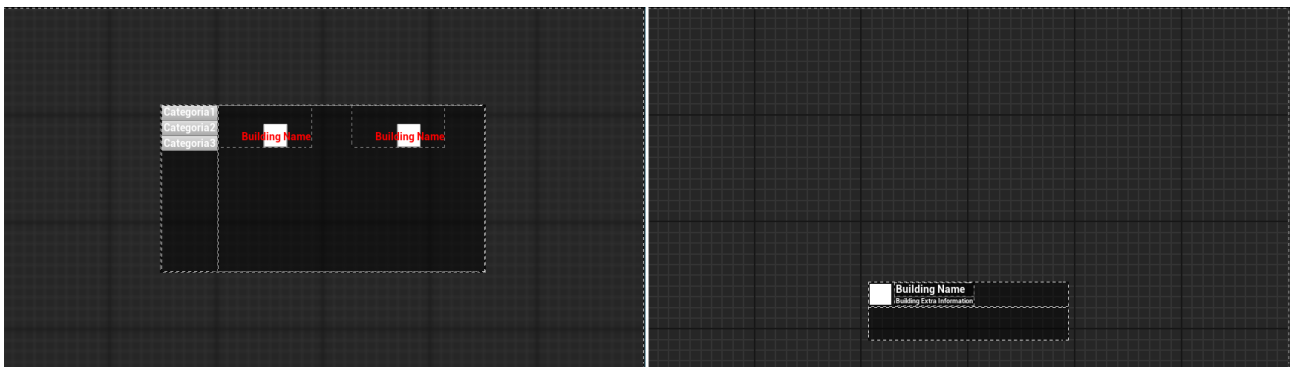 Categoria1
Categoria2
Categoria3
Building Name
Building Name
Building Name
Building Extra Information